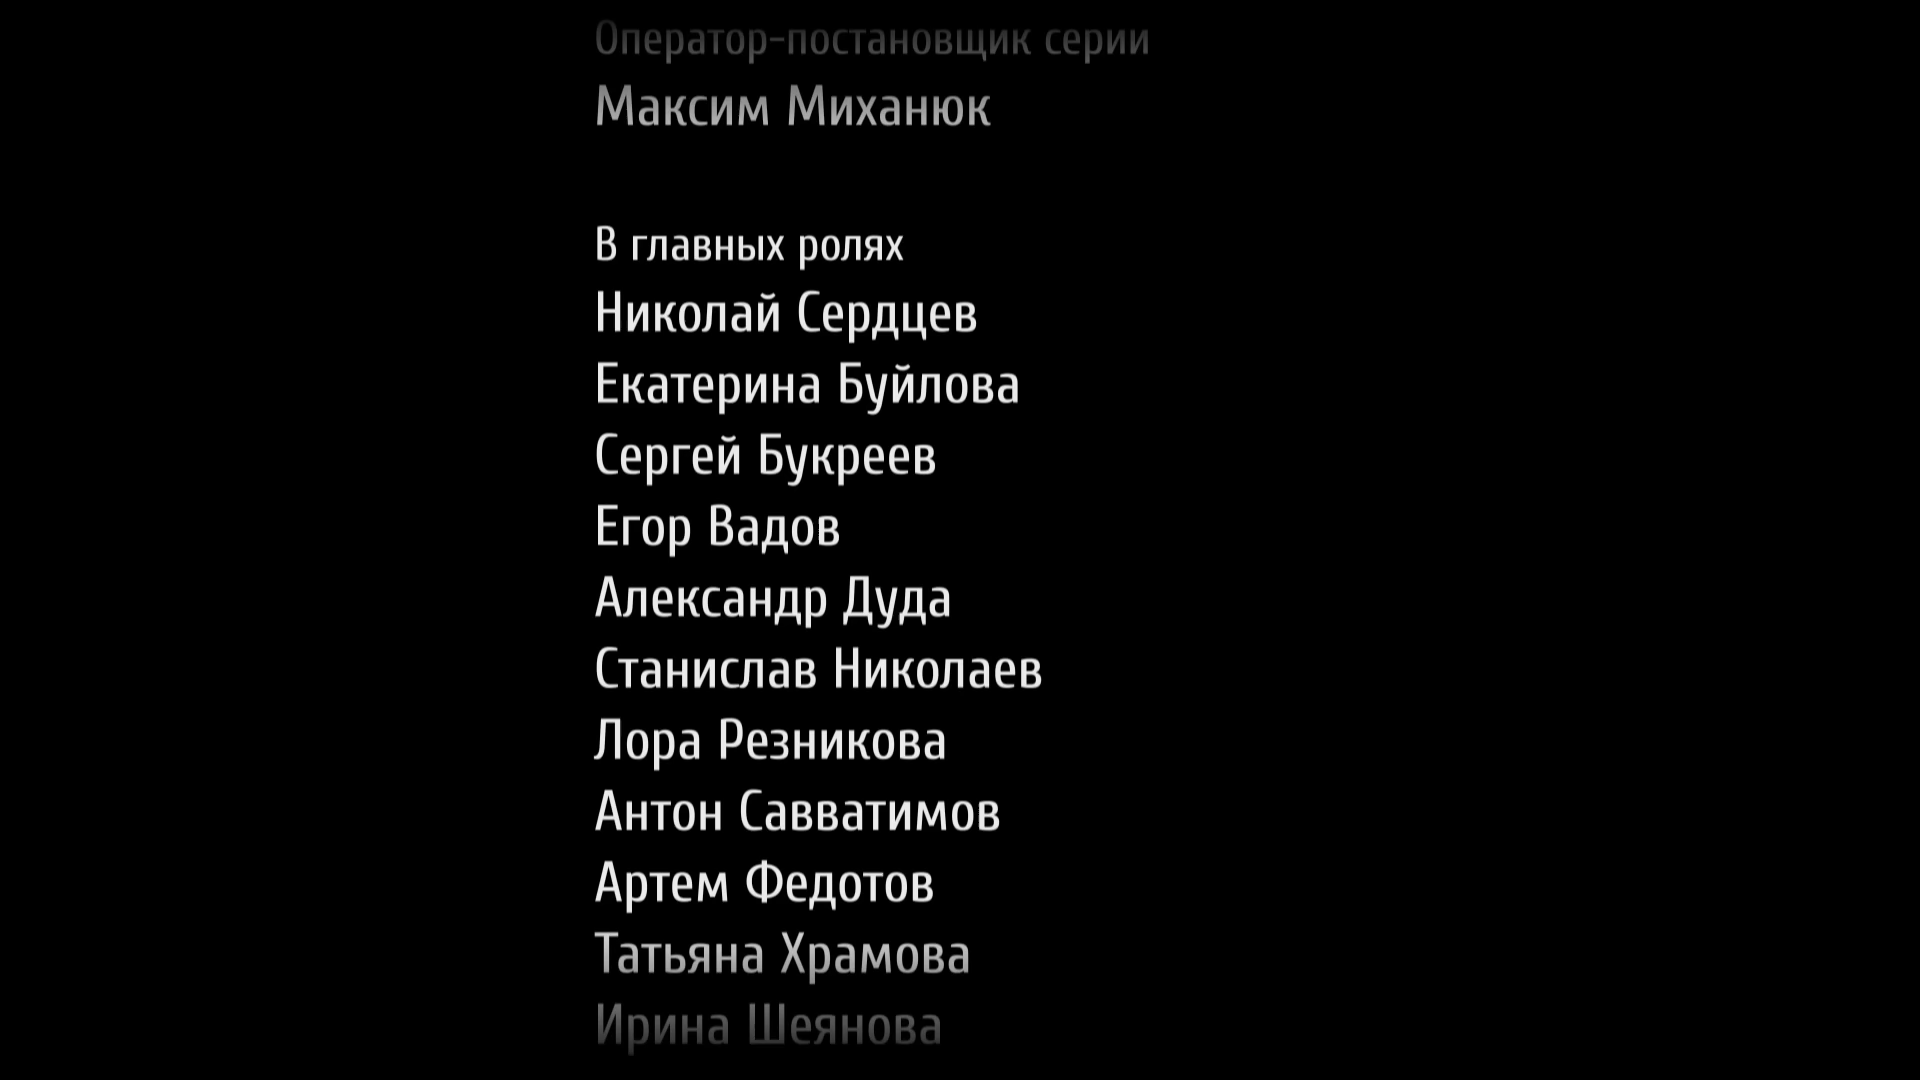 Оператор-постановщик серии
Максим Миханюк
В главных ролях
Николай Сердцев
Екатерина Буйлова
Сергей Букреев
Егор Вадов
Александр Дуда
Станислав Николаев
Лора Резникова
Антон Савватимов
Артем Федотов
Татьяна Храмова
Ирина Шеянова